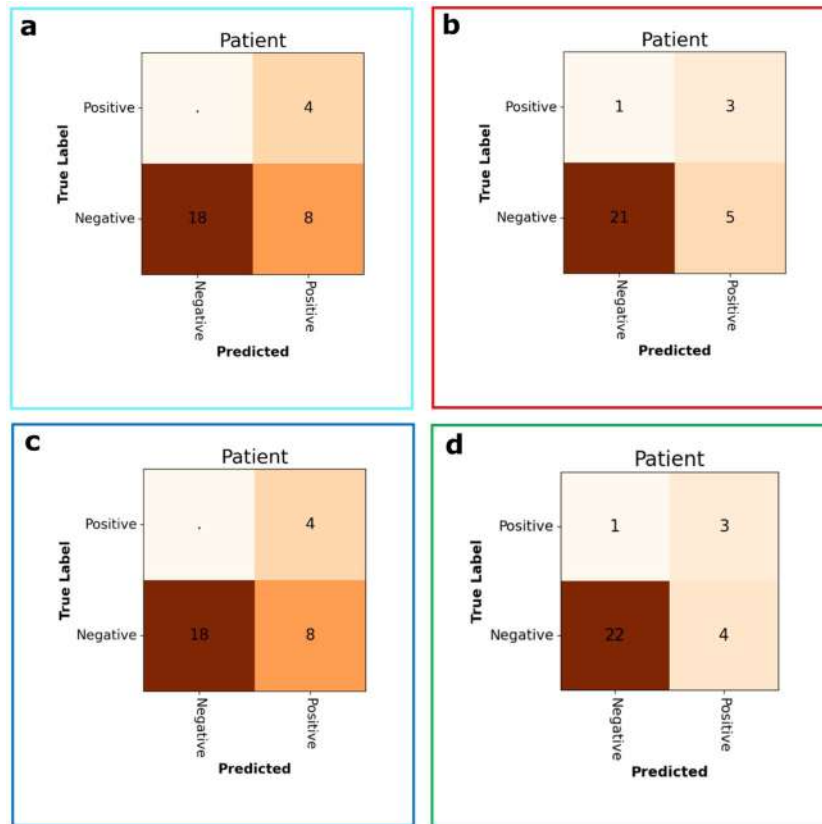 a
Patient
Positive
. 4
True Label
Negative
18 8
Negative Positive
Predicted
b
Patient
Positive
1 3
True Label
Negative
21 5
Negative Positive
Predicted
c
Patient
Positive
. 4
True Label
Negative
18 8
Negative Positive
Predicted
d
Patient
Positive
1 3
True Label
Negative
22 4
Negative Positive
Predicted